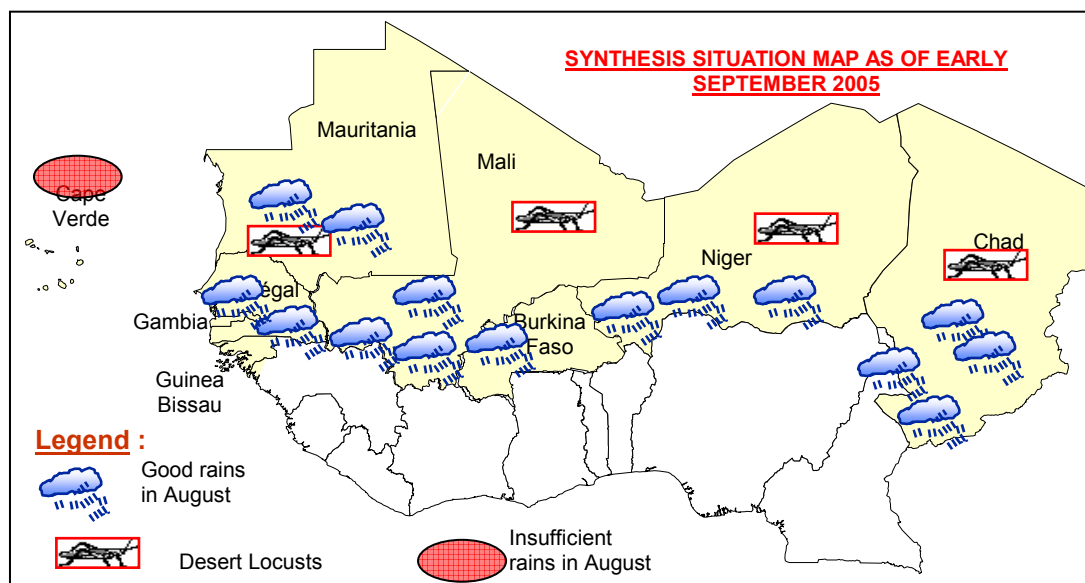 SYNTHESIS SITUATION MAP AS OF EARLY
SEPTEMBER 2005
Mauritania
Mali
Cape
Verde
Niger
Chad
égal
Gambia
Burkina
Faso
Guinea
Bissau
Legend :
Good rains
in August
Desert Locusts
Insufficient
rains in August